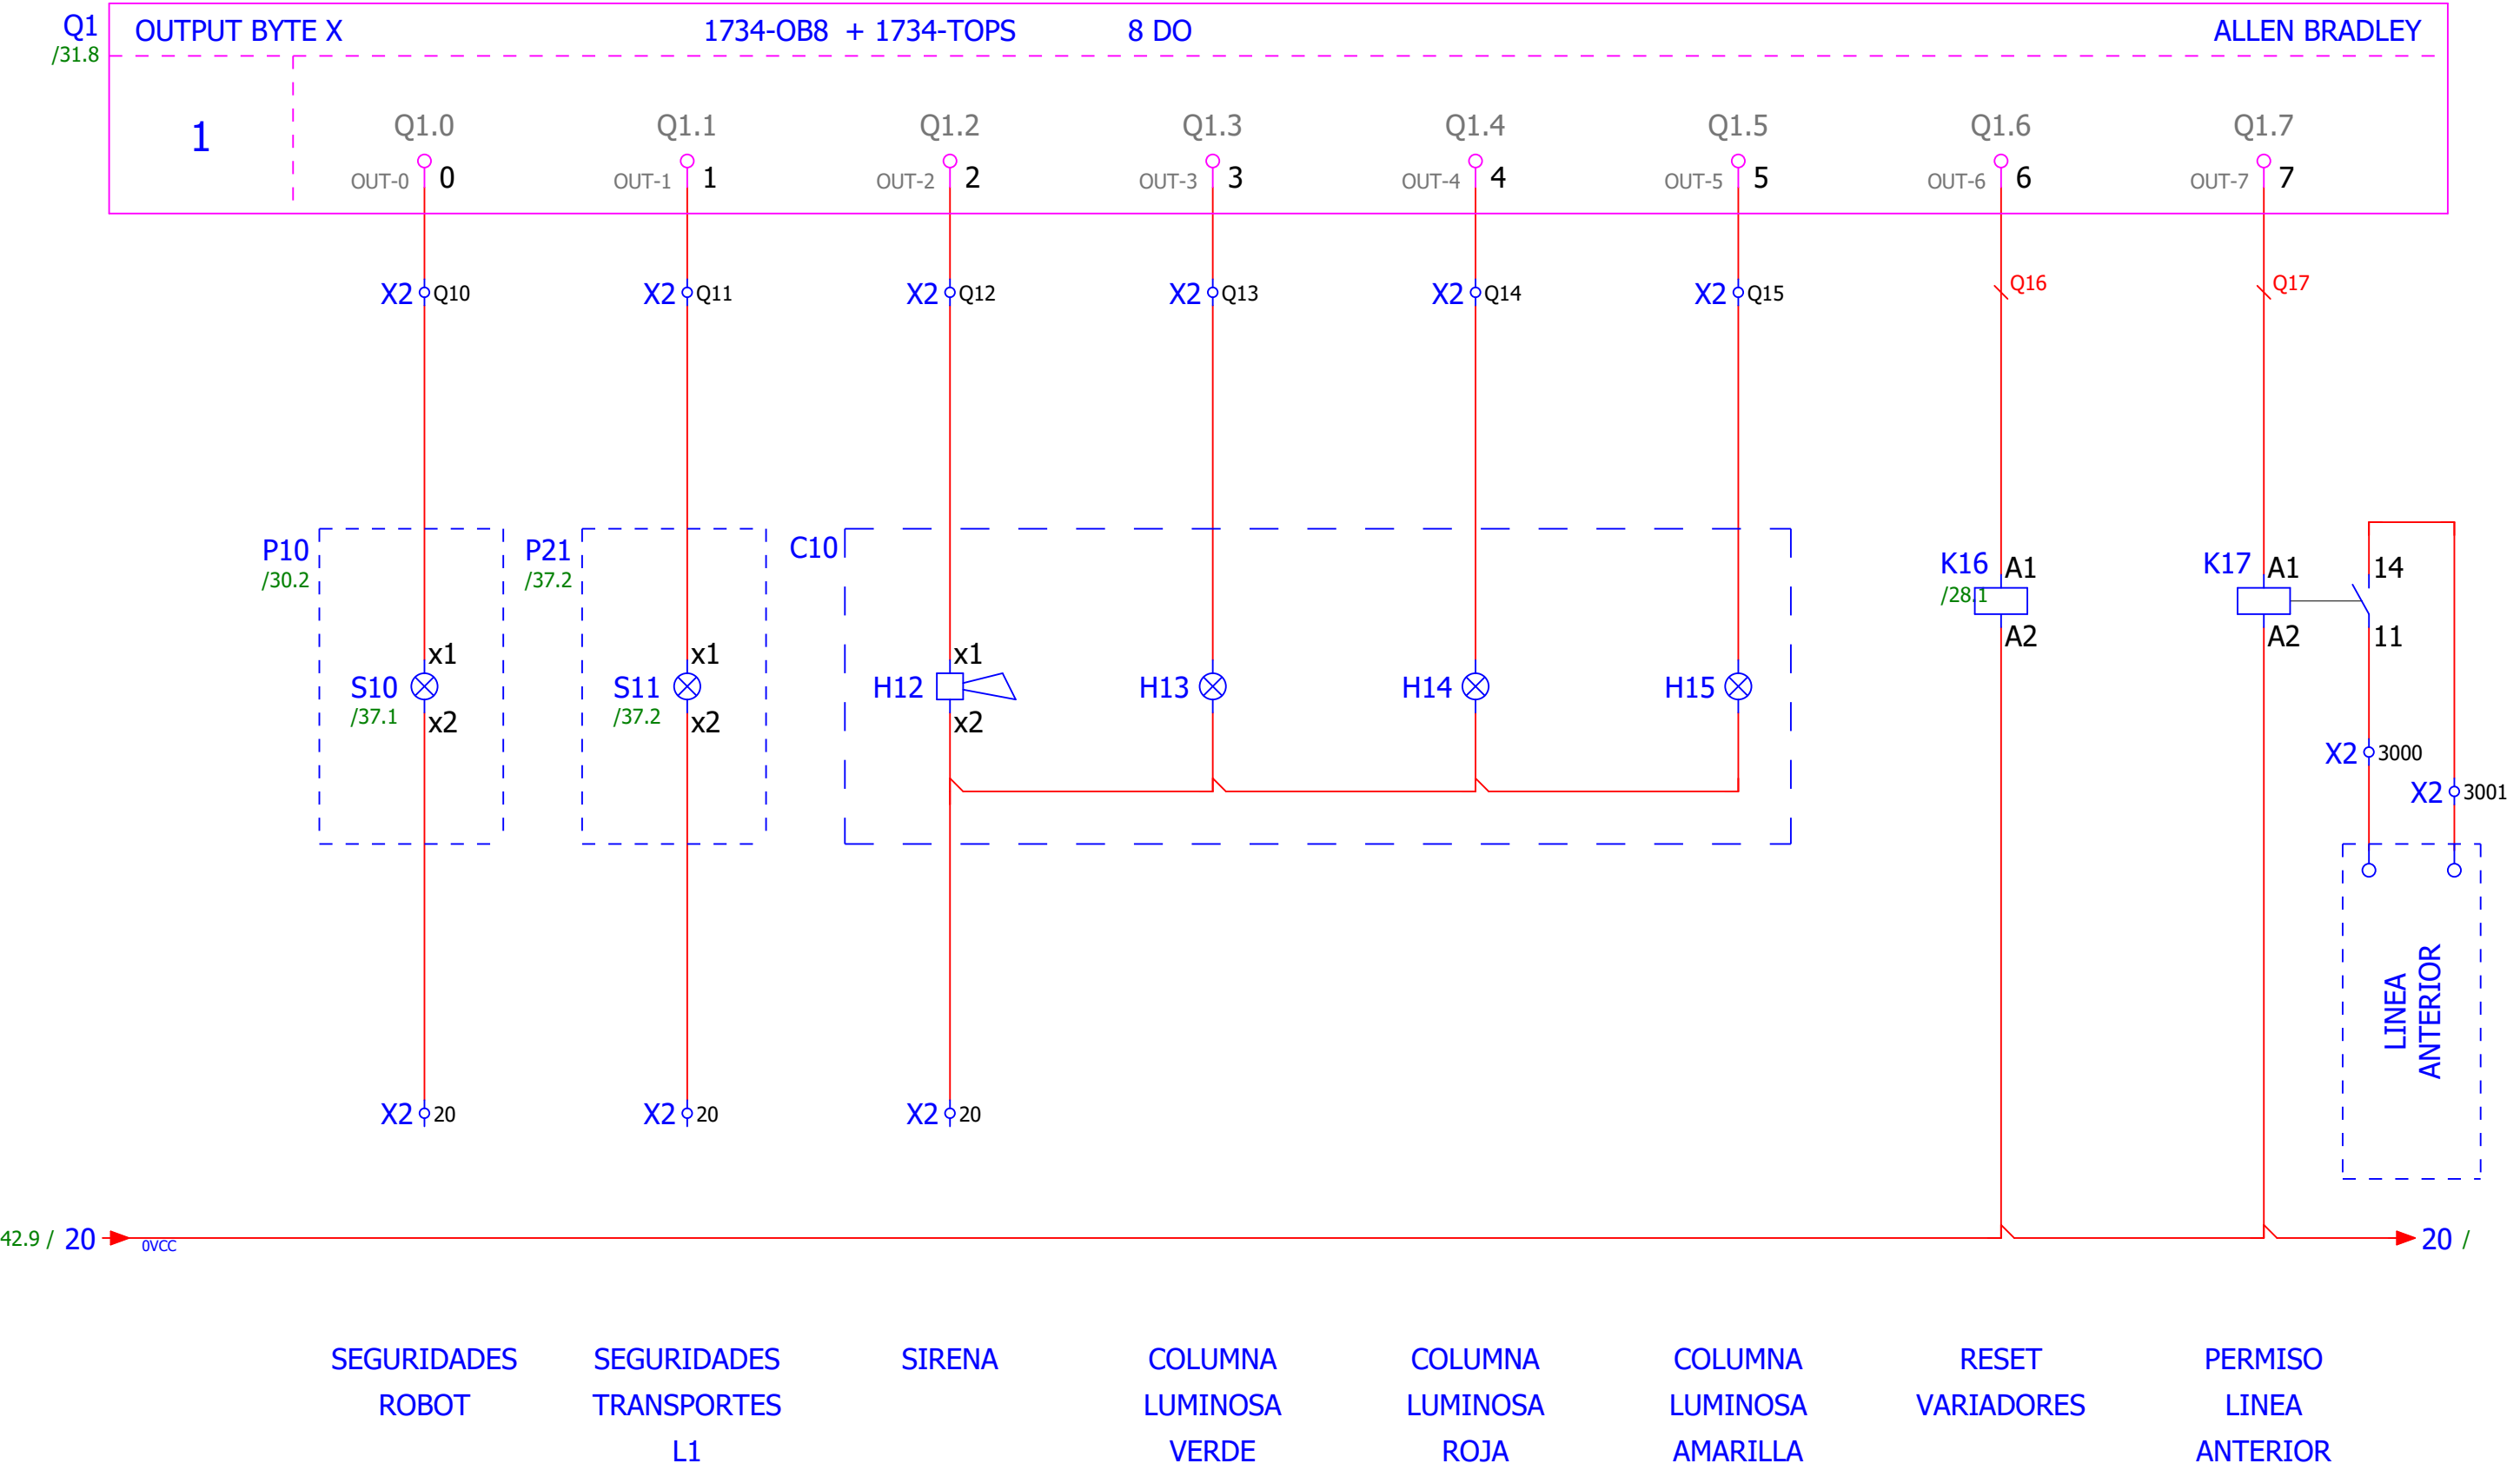 Q1 OUTPUT BYTE X 1734-OB8 + 1734-TOPS 8 DO ALLEN BRADLEY
/31.8
1 Q1.0 Q1.1 Q1.2 Q1.3 Q1.4 Q1.5 Q1.6 Q1.7
OUT-0 0 OUT-1 1 OUT-2 2 OUT-3 3 OUT-4 4 OUT-5 5 OUT-6 6 OUT-7 7
X2 Q10 X2 Q11 X2 Q12 X2 Q13 X2 Q14 X2 Q15 Q16 Q17
P10 P21 C10 K16 A1 K17 A1 14
/30.2 /37.2 /28.1
A2 A2 11
x1 x1 x1
S10 S11 H12 H13 H14 H15
/37.1 /37.2
x2 x2 x2
X2 3000
X2 3001
LINEA
ANTERIOR
X2 20 X2 20 X2 20
42.9 / 20 0VCC 20 /
SEGURIDADES SEGURIDADES SIRENA COLUMNA COLUMNA COLUMNA RESET PERMISO
ROBOT TRANSPORTES LUMINOSA LUMINOSA LUMINOSA VARIADORES LINEA
L1 VERDE ROJA AMARILLA ANTERIOR